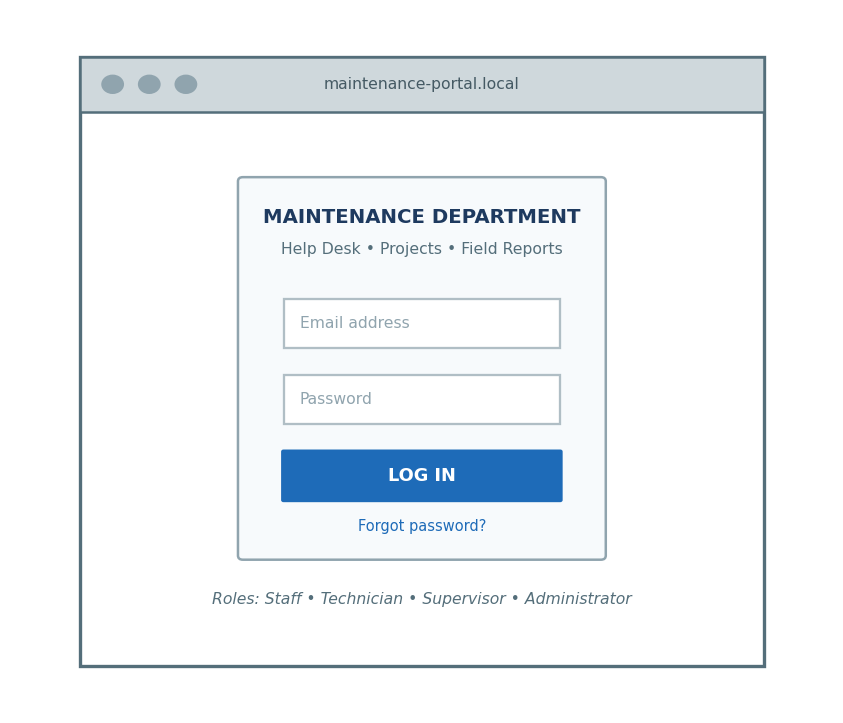 maintenance-portal.local
MAINTENANCE DEPARTMENT
Help Desk • Projects • Field Reports
Email address
Password
LOG IN
Forgot password?
Roles: Staff • Technician • Supervisor • Administrator